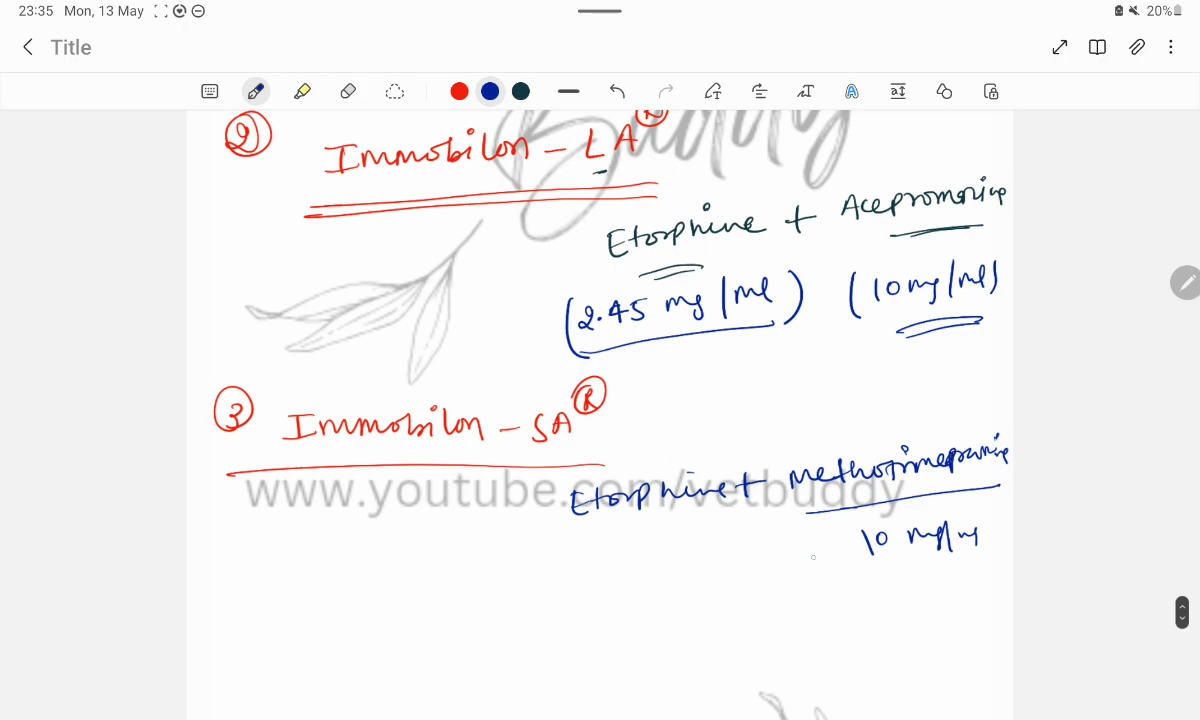 23:35 Mon, 13 May 20%
Title
Buddy
2 Immobilon - LA R
Etorphine + Acepromazine
(2.45 mg/ml) (10mg/ml)
3 Immobilon - SA R
www.youtube.com/vetbuddy
Etorphine + Methotrimeprazine
10 mg/ml